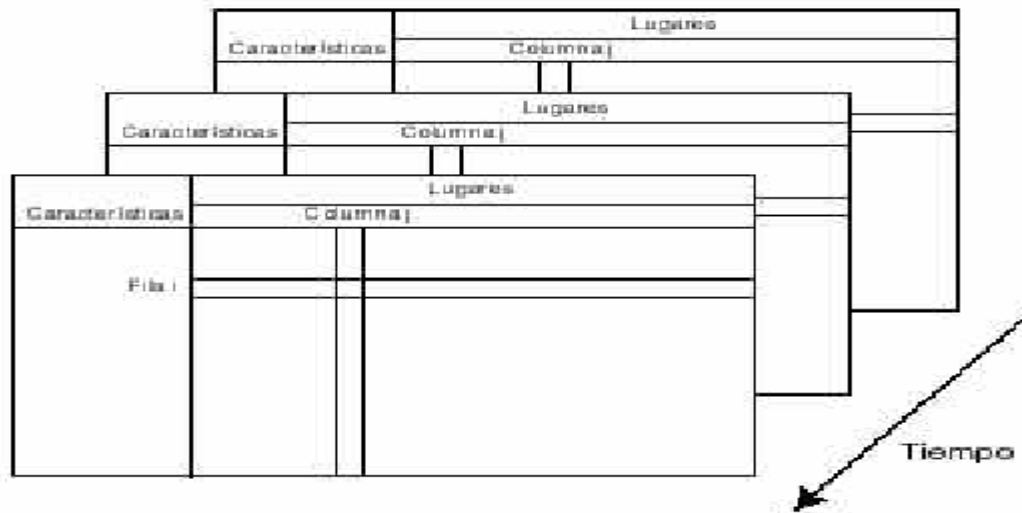 Lugares
Características Columna j
Lugares
Características Columna j
Lugares
Características Columna j
Fila i
Tiempo